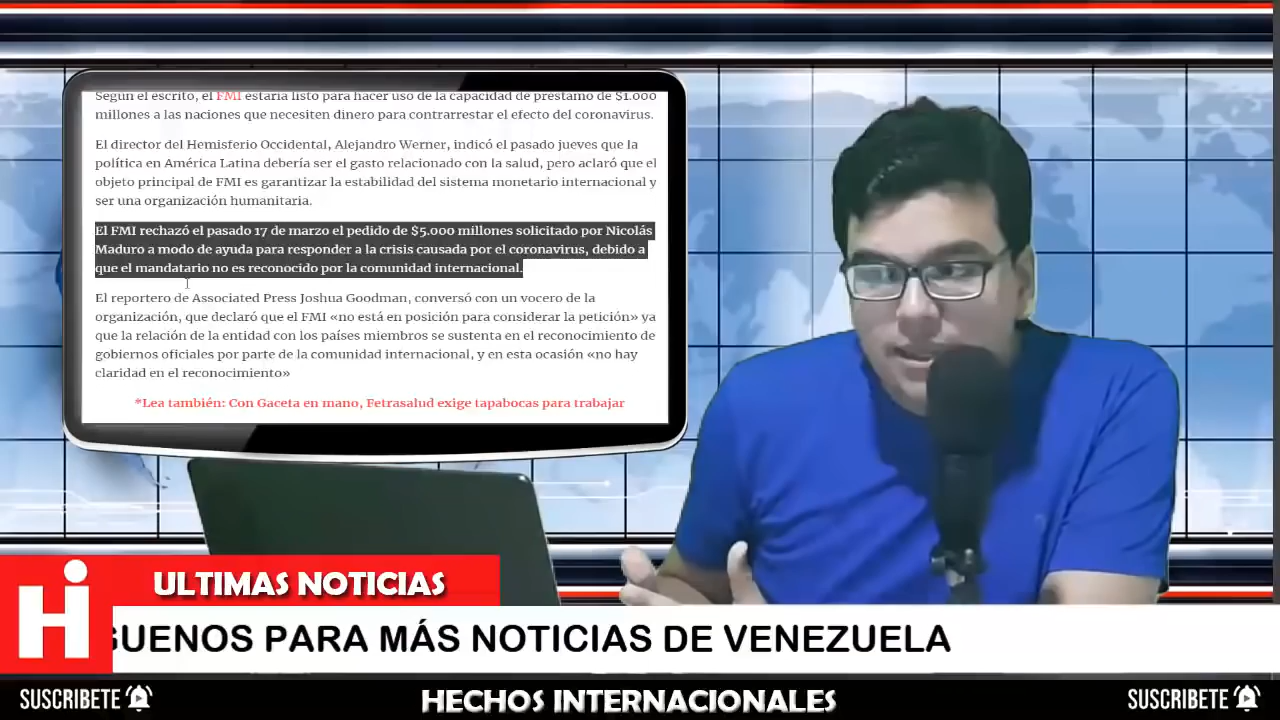 Según el escrito, el FMI estaría listo para hacer uso de la capacidad de préstamo de $1.000
millones a las naciones que necesiten dinero para contrarrestar el efecto del coronavirus.
El director del Hemisferio Occidental, Alejandro Werner, indicó el pasado jueves que la
política en América Latina debería ser el gasto relacionado con la salud, pero aclaró que el
objeto principal de FMI es garantizar la estabilidad del sistema monetario internacional y
ser una organización humanitaria.
El FMI rechazó el pasado 17 de marzo el pedido de $5.000 millones solicitado por Nicolás
Maduro a modo de ayuda para responder a la crisis causada por el coronavirus, debido a
que el mandatario no es reconocido por la comunidad internacional.
El reportero de Associated Press Joshua Goodman, conversó con un vocero de la
organización, que declaró que el FMI «no está en posición para considerar la petición» ya
que la relación de la entidad con los países miembros se sustenta en el reconocimiento de
gobiernos oficiales por parte de la comunidad internacional, y en esta ocasión «no hay
claridad en el reconocimiento»
*Lea también: Con Gaceta en mano, Fetrasalud exige tapabocas para trabajar
ULTIMAS NOTICIAS
Hi
GUENOS PARA MÁS NOTICIAS DE VENEZUELA
SUSCRIBETE
HECHOS INTERNACIONALES
SUSCRIBETE